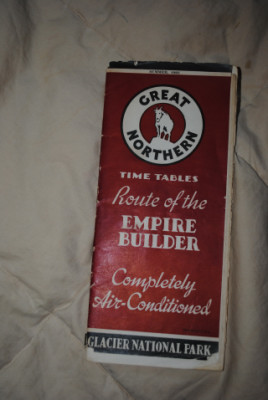 GREAT
NORTHERN
TIME TABLES
Route of the
EMPIRE
BUILDER
Completely
Air-Conditioned
GLACIER NATIONAL PARK